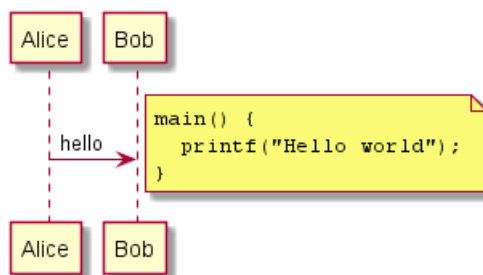 Alice
Bob
main() {
  printf("Hello world");
}
hello
Alice
Bob